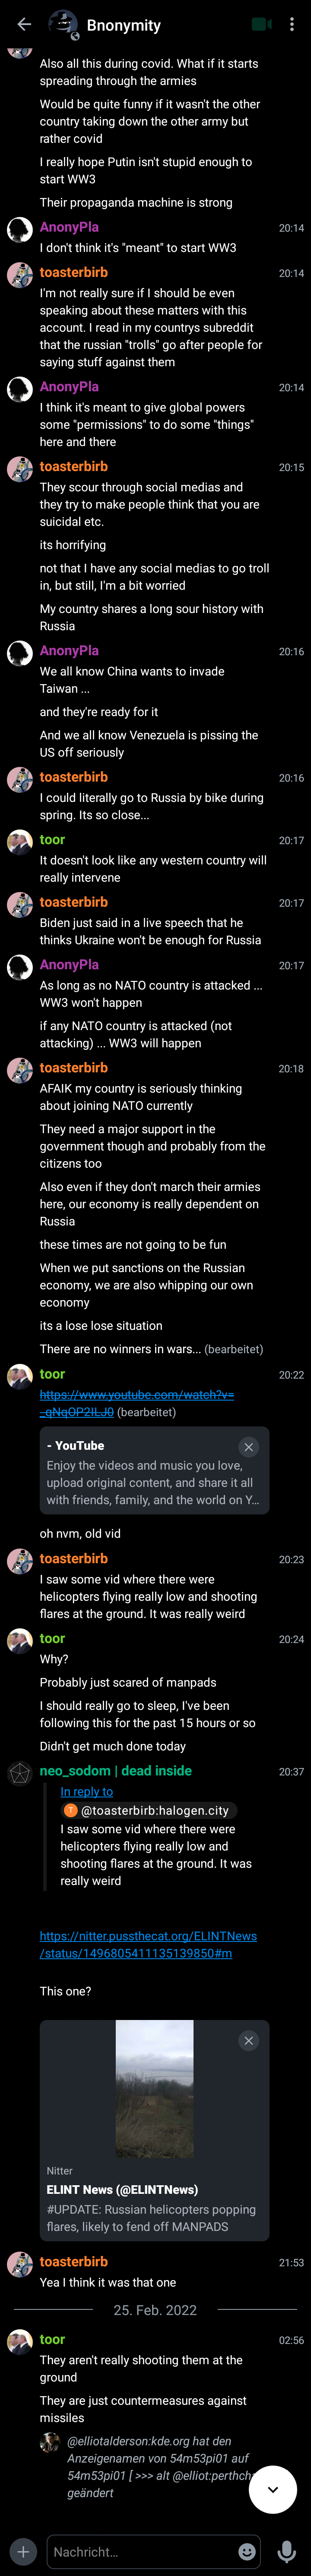 Bnonymity
Also all this during covid. What if it starts
spreading through the armies
Would be quite funny if it wasn't the other
country taking down the other army but
rather covid
I really hope Putin isn't stupid enough to
start WW3
Their propaganda machine is strong
AnonyPla 20:14
I don't think it's "meant" to start WW3
toasterbirb 20:14
I'm not really sure if I should be even
speaking about these matters with this
account. I read in my countrys subreddit
that the russian "trolls" go after people for
saying stuff against them
AnonyPla 20:14
I think it's meant to give global powers
some "permissions" to do some "things"
here and there
toasterbirb 20:15
They scour through social medias and
they try to make people think that you are
suicidal etc.
its horrifying
not that I have any social medias to go troll
in, but still, I'm a bit worried
My country shares a long sour history with
Russia
AnonyPla 20:16
We all know China wants to invade
Taiwan ...
and they're ready for it
And we all know Venezuela is pissing the
US off seriously
toasterbirb 20:16
I could literally go to Russia by bike during
spring. Its so close...
toor 20:17
It doesn't look like any western country will
really intervene
toasterbirb 20:17
Biden just said in a live speech that he
thinks Ukraine won't be enough for Russia
AnonyPla 20:17
As long as no NATO country is attacked ...
WW3 won't happen
if any NATO country is attacked (not
attacking) ... WW3 will happen
toasterbirb 20:18
AFAIK my country is seriously thinking
about joining NATO currently
They need a major support in the
government though and probably from the
citizens too
Also even if they don't march their armies
here, our economy is really dependent on
Russia
these times are not going to be fun
When we put sanctions on the Russian
economy, we are also whipping our own
economy
its a lose lose situation
There are no winners in wars... (bearbeitet)
toor 20:22
https://www.youtube.com/watch?v=
_qNqOP2ILJ0 (bearbeitet)
- YouTube
Enjoy the videos and music you love,
upload original content, and share it all
with friends, family, and the world on Y...
oh nvm, old vid
toasterbirb 20:23
I saw some vid where there were
helicopters flying really low and shooting
flares at the ground. It was really weird
toor 20:24
Why?
Probably just scared of manpads
I should really go to sleep, I've been
following this for the past 15 hours or so
Didn't get much done today
neo_sodom | dead inside 20:37
In reply to
T @toasterbirb:halogen.city
I saw some vid where there were
helicopters flying really low and
shooting flares at the ground. It was
really weird
https://nitter.pussthecat.org/ELINTNews
/status/1496805411135139850#m
This one?
Nitter
ELINT News (@ELINTNews)
#UPDATE: Russian helicopters popping
flares, likely to fend off MANPADS
toasterbirb 21:53
Yea I think it was that one
25. Feb. 2022
toor 02:56
They aren't really shooting them at the
ground
They are just countermeasures against
missiles
@elliotalderson:kde.org hat den
Anzeigenamen von 54m53pi01 auf
54m53pi01 [ >>> alt @elliot:perthch
geändert
Nachricht...